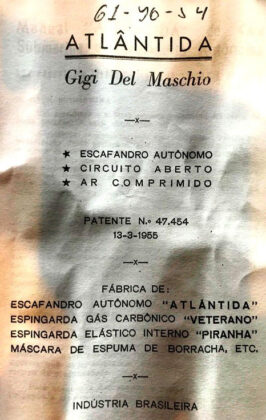 61-90-54
ATLÂNTIDA
Gigi Del Maschio
—x—
★ ESCAFANDRO AUTÔNOMO
★ CIRCUITO ABERTO
★ AR COMPRIMIDO
PATENTE N.o 47.454
13-3-1955
—x—
FÁBRICA DE:
ESCAFANDRO AUTÔNOMO "ATLÂNTIDA"
ESPINGARDA GÁS CARBÔNICO "VETERANO"
ESPINGARDA ELÁSTICO INTERNO "PIRANHA"
MÁSCARA DE ESPUMA DE BORRACHA, ETC.
—x—
INDÚSTRIA BRASILEIRA